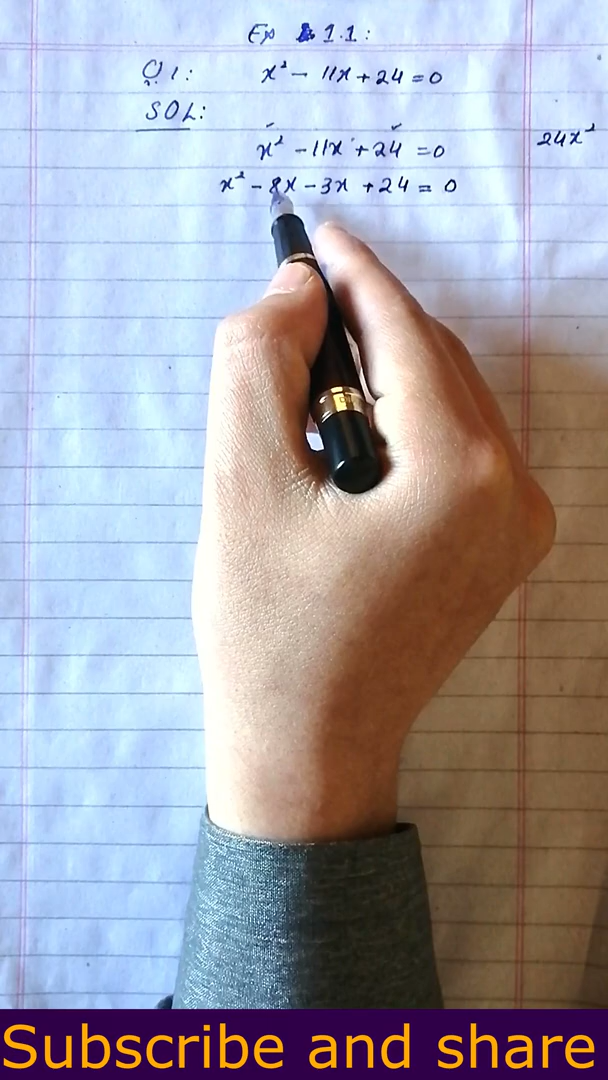 Ex 1.1:
Q1: x² - 11x + 24 = 0
SOL:
x² - 11x + 24 = 0
24x²
x² - 8x - 3x + 24 = 0
Subscribe and share